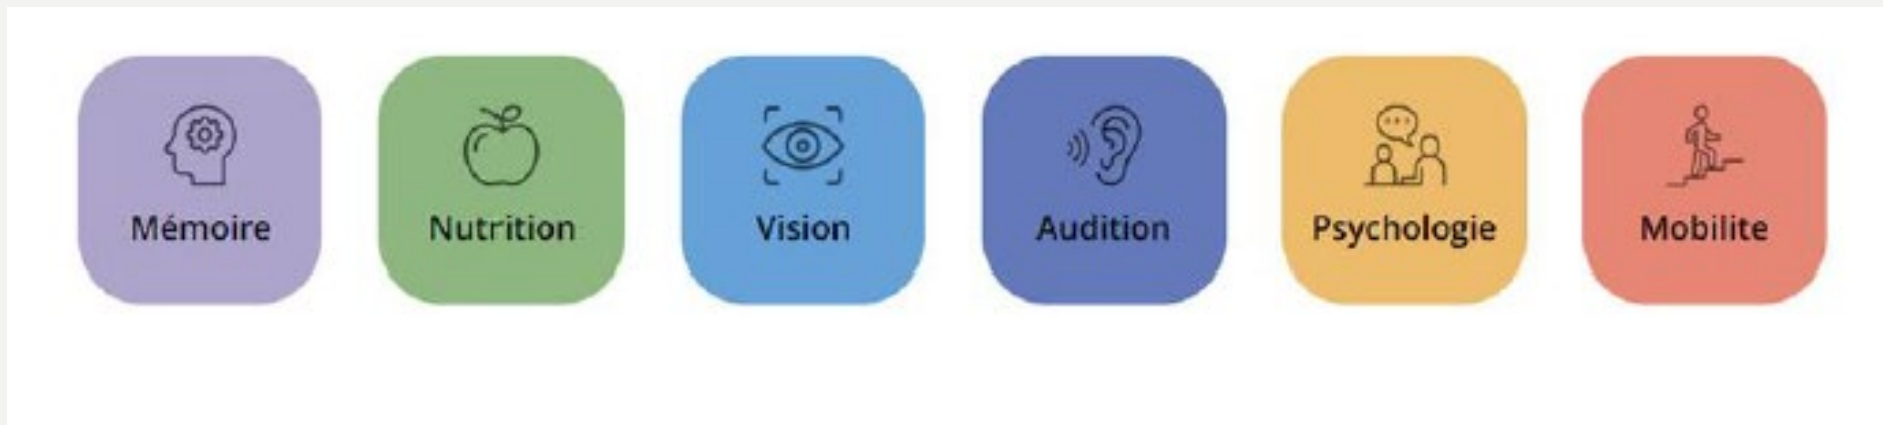 Mémoire
Nutrition
Vision
Audition
Psychologie
Mobilite